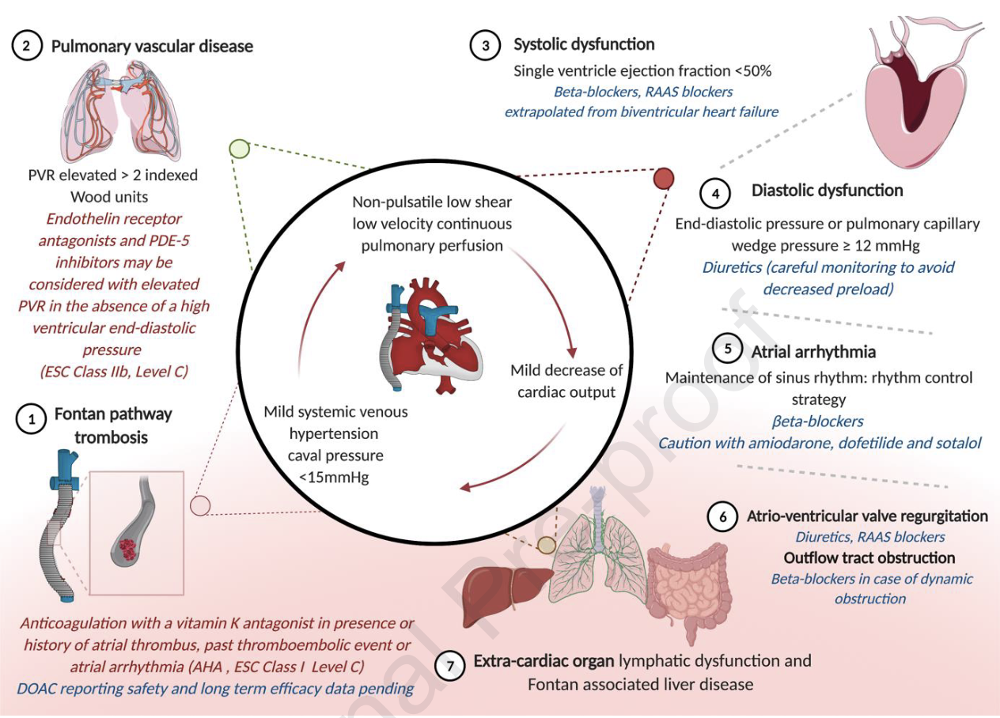 2 Pulmonary vascular disease
PVR elevated > 2 indexed
Wood units
Endothelin receptor
antagonists and PDE-5
inhibitors may be
considered with elevated
PVR in the absence of a high
ventricular end-diastolic
pressure
(ESC Class IIb, Level C)
1 Fontan pathway
trombosis
Anticoagulation with a vitamin K antagonist in presence or
history of atrial thrombus, past thromboembolic event or
atrial arrhythmia (AHA , ESC Class I Level C)
DOAC reporting safety and long term efficacy data pending
Non-pulsatile low shear
low velocity continuous
pulmonary perfusion
Mild decrease of
cardiac output
Mild systemic venous
hypertension
caval pressure
<15mmHg
3 Systolic dysfunction
Single ventricle ejection fraction <50%
Beta-blockers, RAAS blockers
extrapolated from biventricular heart failure
4 Diastolic dysfunction
End-diastolic pressure or pulmonary capillary
wedge pressure ≥ 12 mmHg
Diuretics (careful monitoring to avoid
decreased preload)
5 Atrial arrhythmia
Maintenance of sinus rhythm: rhythm control
strategy
βeta-blockers
Caution with amiodarone, dofetilide and sotalol
6 Atrio-ventricular valve regurgitation
Diuretics, RAAS blockers
Outflow tract obstruction
Beta-blockers in case of dynamic
obstruction
7 Extra-cardiac organ lymphatic dysfunction and
Fontan associated liver disease
nal Pre-proof